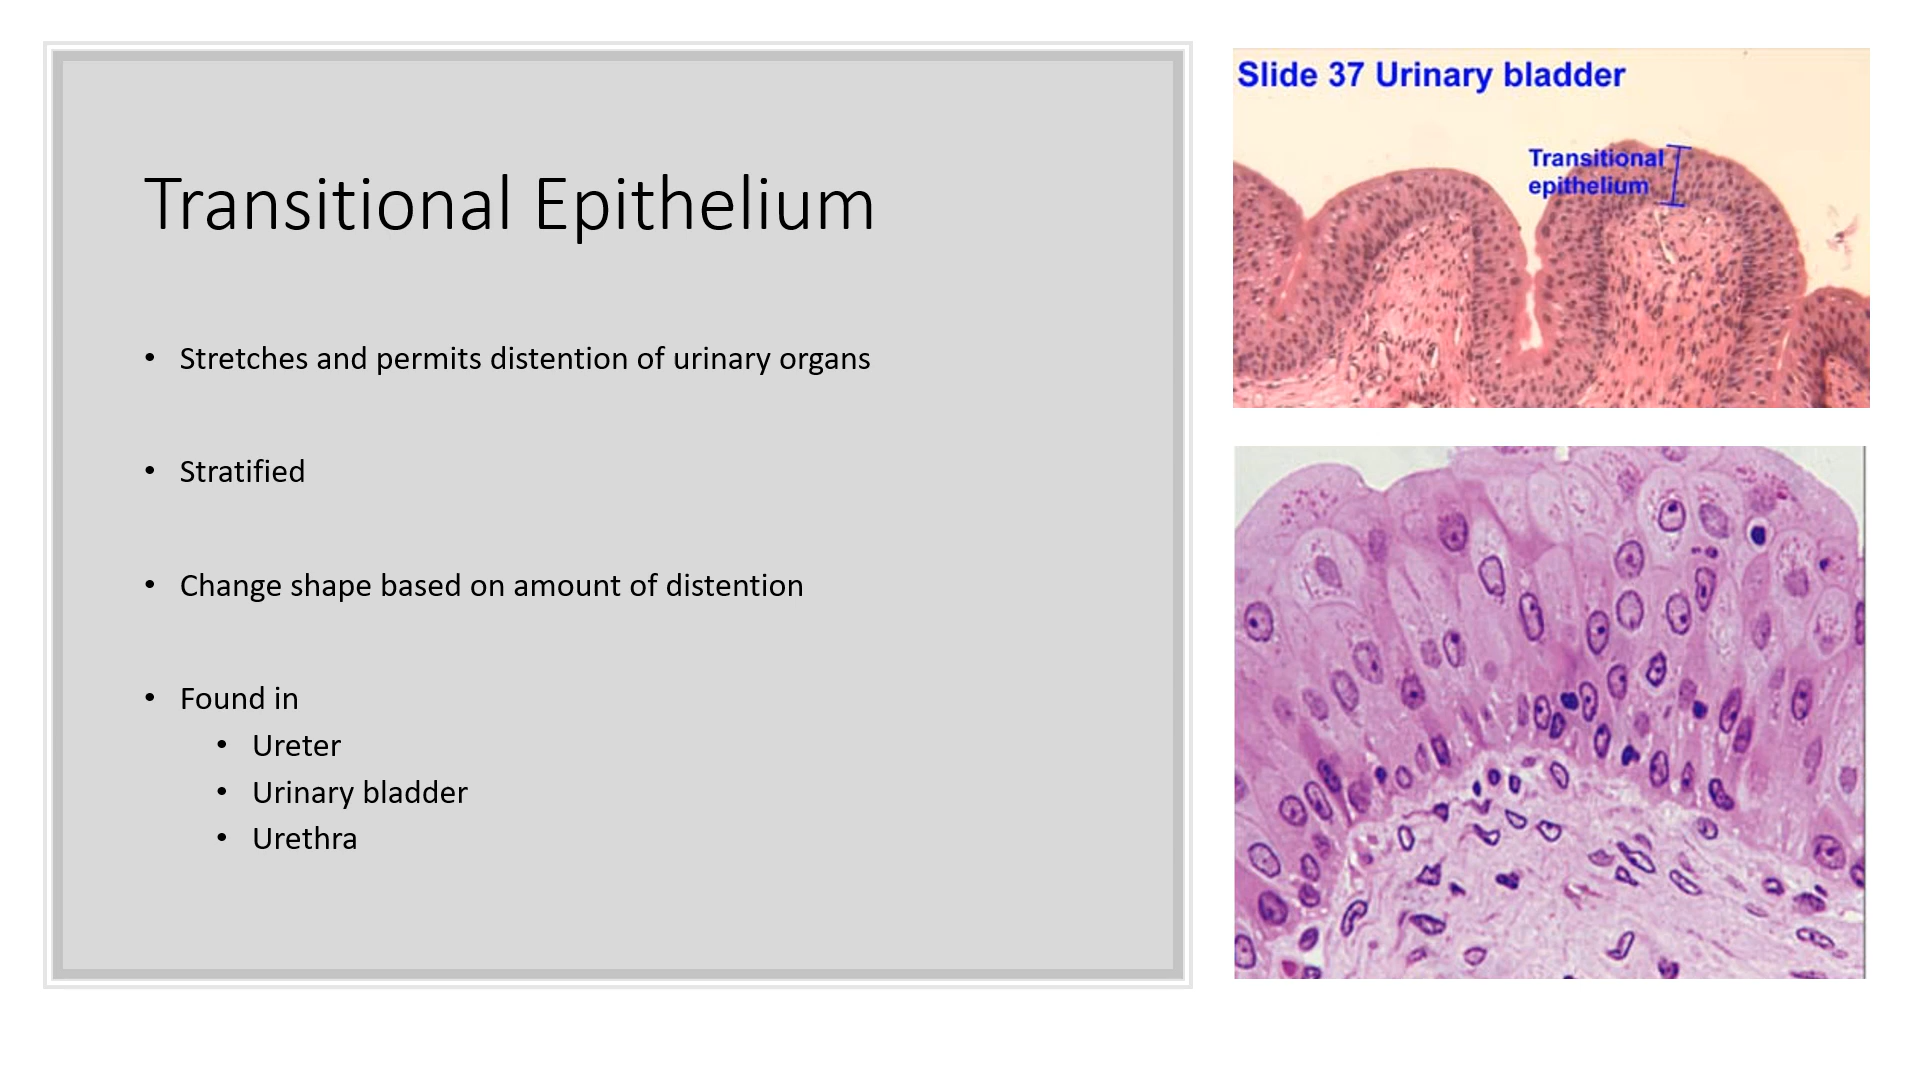 Transitional Epithelium
• Stretches and permits distention of urinary organs
• Stratified
• Change shape based on amount of distention
• Found in
• Ureter
• Urinary bladder
• Urethra
Slide 37 Urinary bladder
Transitional
epithelium